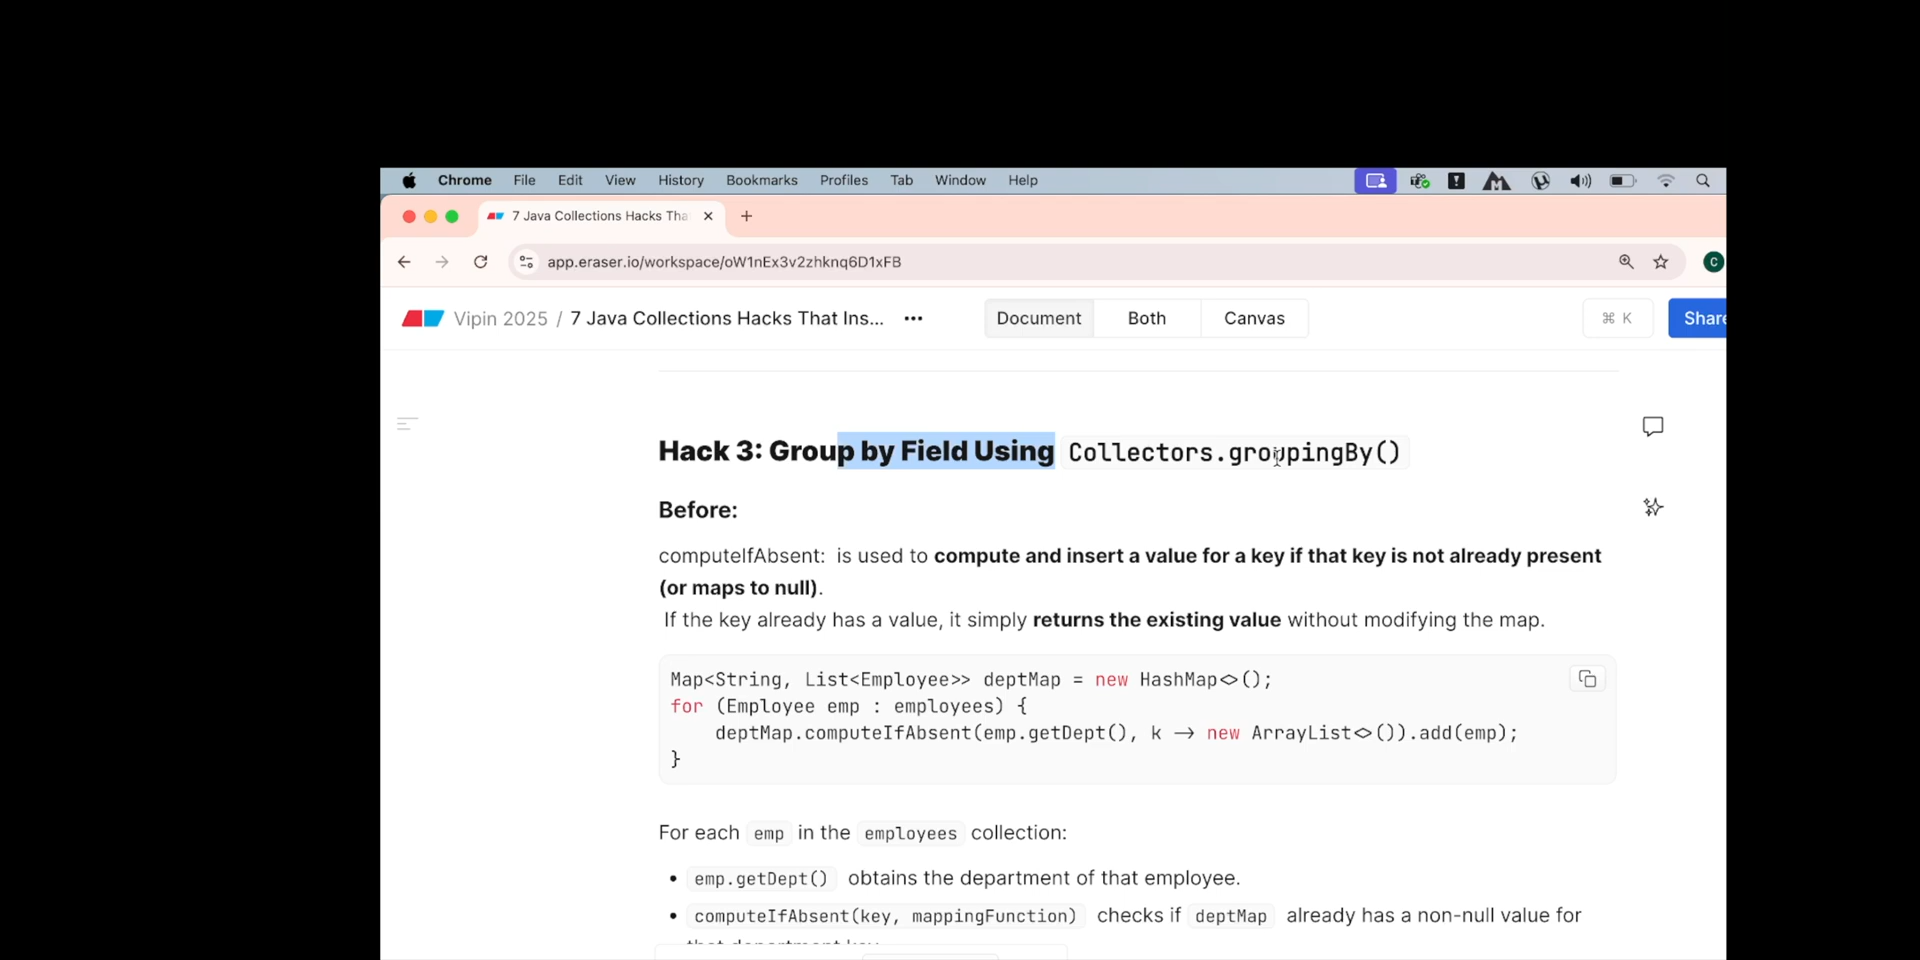 Chrome File Edit View History Bookmarks Profiles Tab Window Help
7 Java Collections Hacks Tha
app.eraser.io/workspace/oW1nEx3v2zhknq6D1xFB
C
Vipin 2025 / 7 Java Collections Hacks That Ins... ••• Document Both Canvas ⌘ K Share
Hack 3: Group by Field Using Collectors.groupingBy()
Before:
computeIfAbsent: is used to compute and insert a value for a key if that key is not already present
(or maps to null).
If the key already has a value, it simply returns the existing value without modifying the map.
Map<String, List<Employee>> deptMap = new HashMap<>();
for (Employee emp : employees) {
deptMap.computeIfAbsent(emp.getDept(), k -> new ArrayList<>()).add(emp);
}
For each emp in the employees collection:
• emp.getDept() obtains the department of that employee.
• computeIfAbsent(key, mappingFunction) checks if deptMap already has a non-null value for
that department key